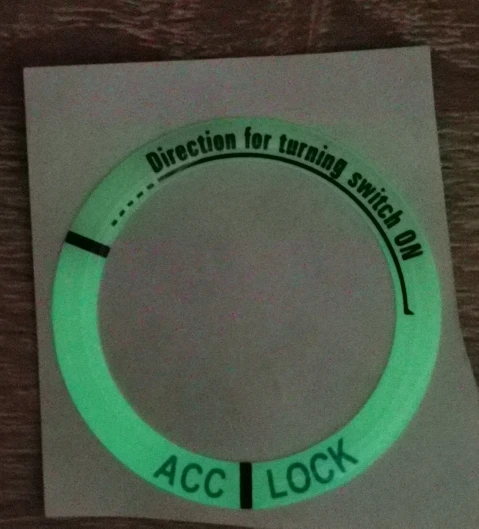 Direction for turning switch ON
ACC LOCK